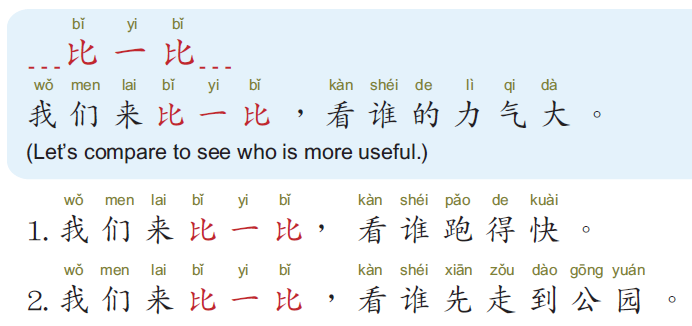 bǐ yi bǐ
---比一比---
wǒ men lai bǐ yi bǐ kàn shéi de lì qi dà
我们来比一比，看谁的力气大。
(Let's compare to see who is more useful.)
wǒ men lai bǐ yi bǐ kàn shéi pǎo de kuài
1. 我们来比一比，看谁跑得快。
wǒ men lai bǐ yi bǐ kàn shéi xiān zǒu dào gōng yuán
2. 我们来比一比，看谁先走到公园。